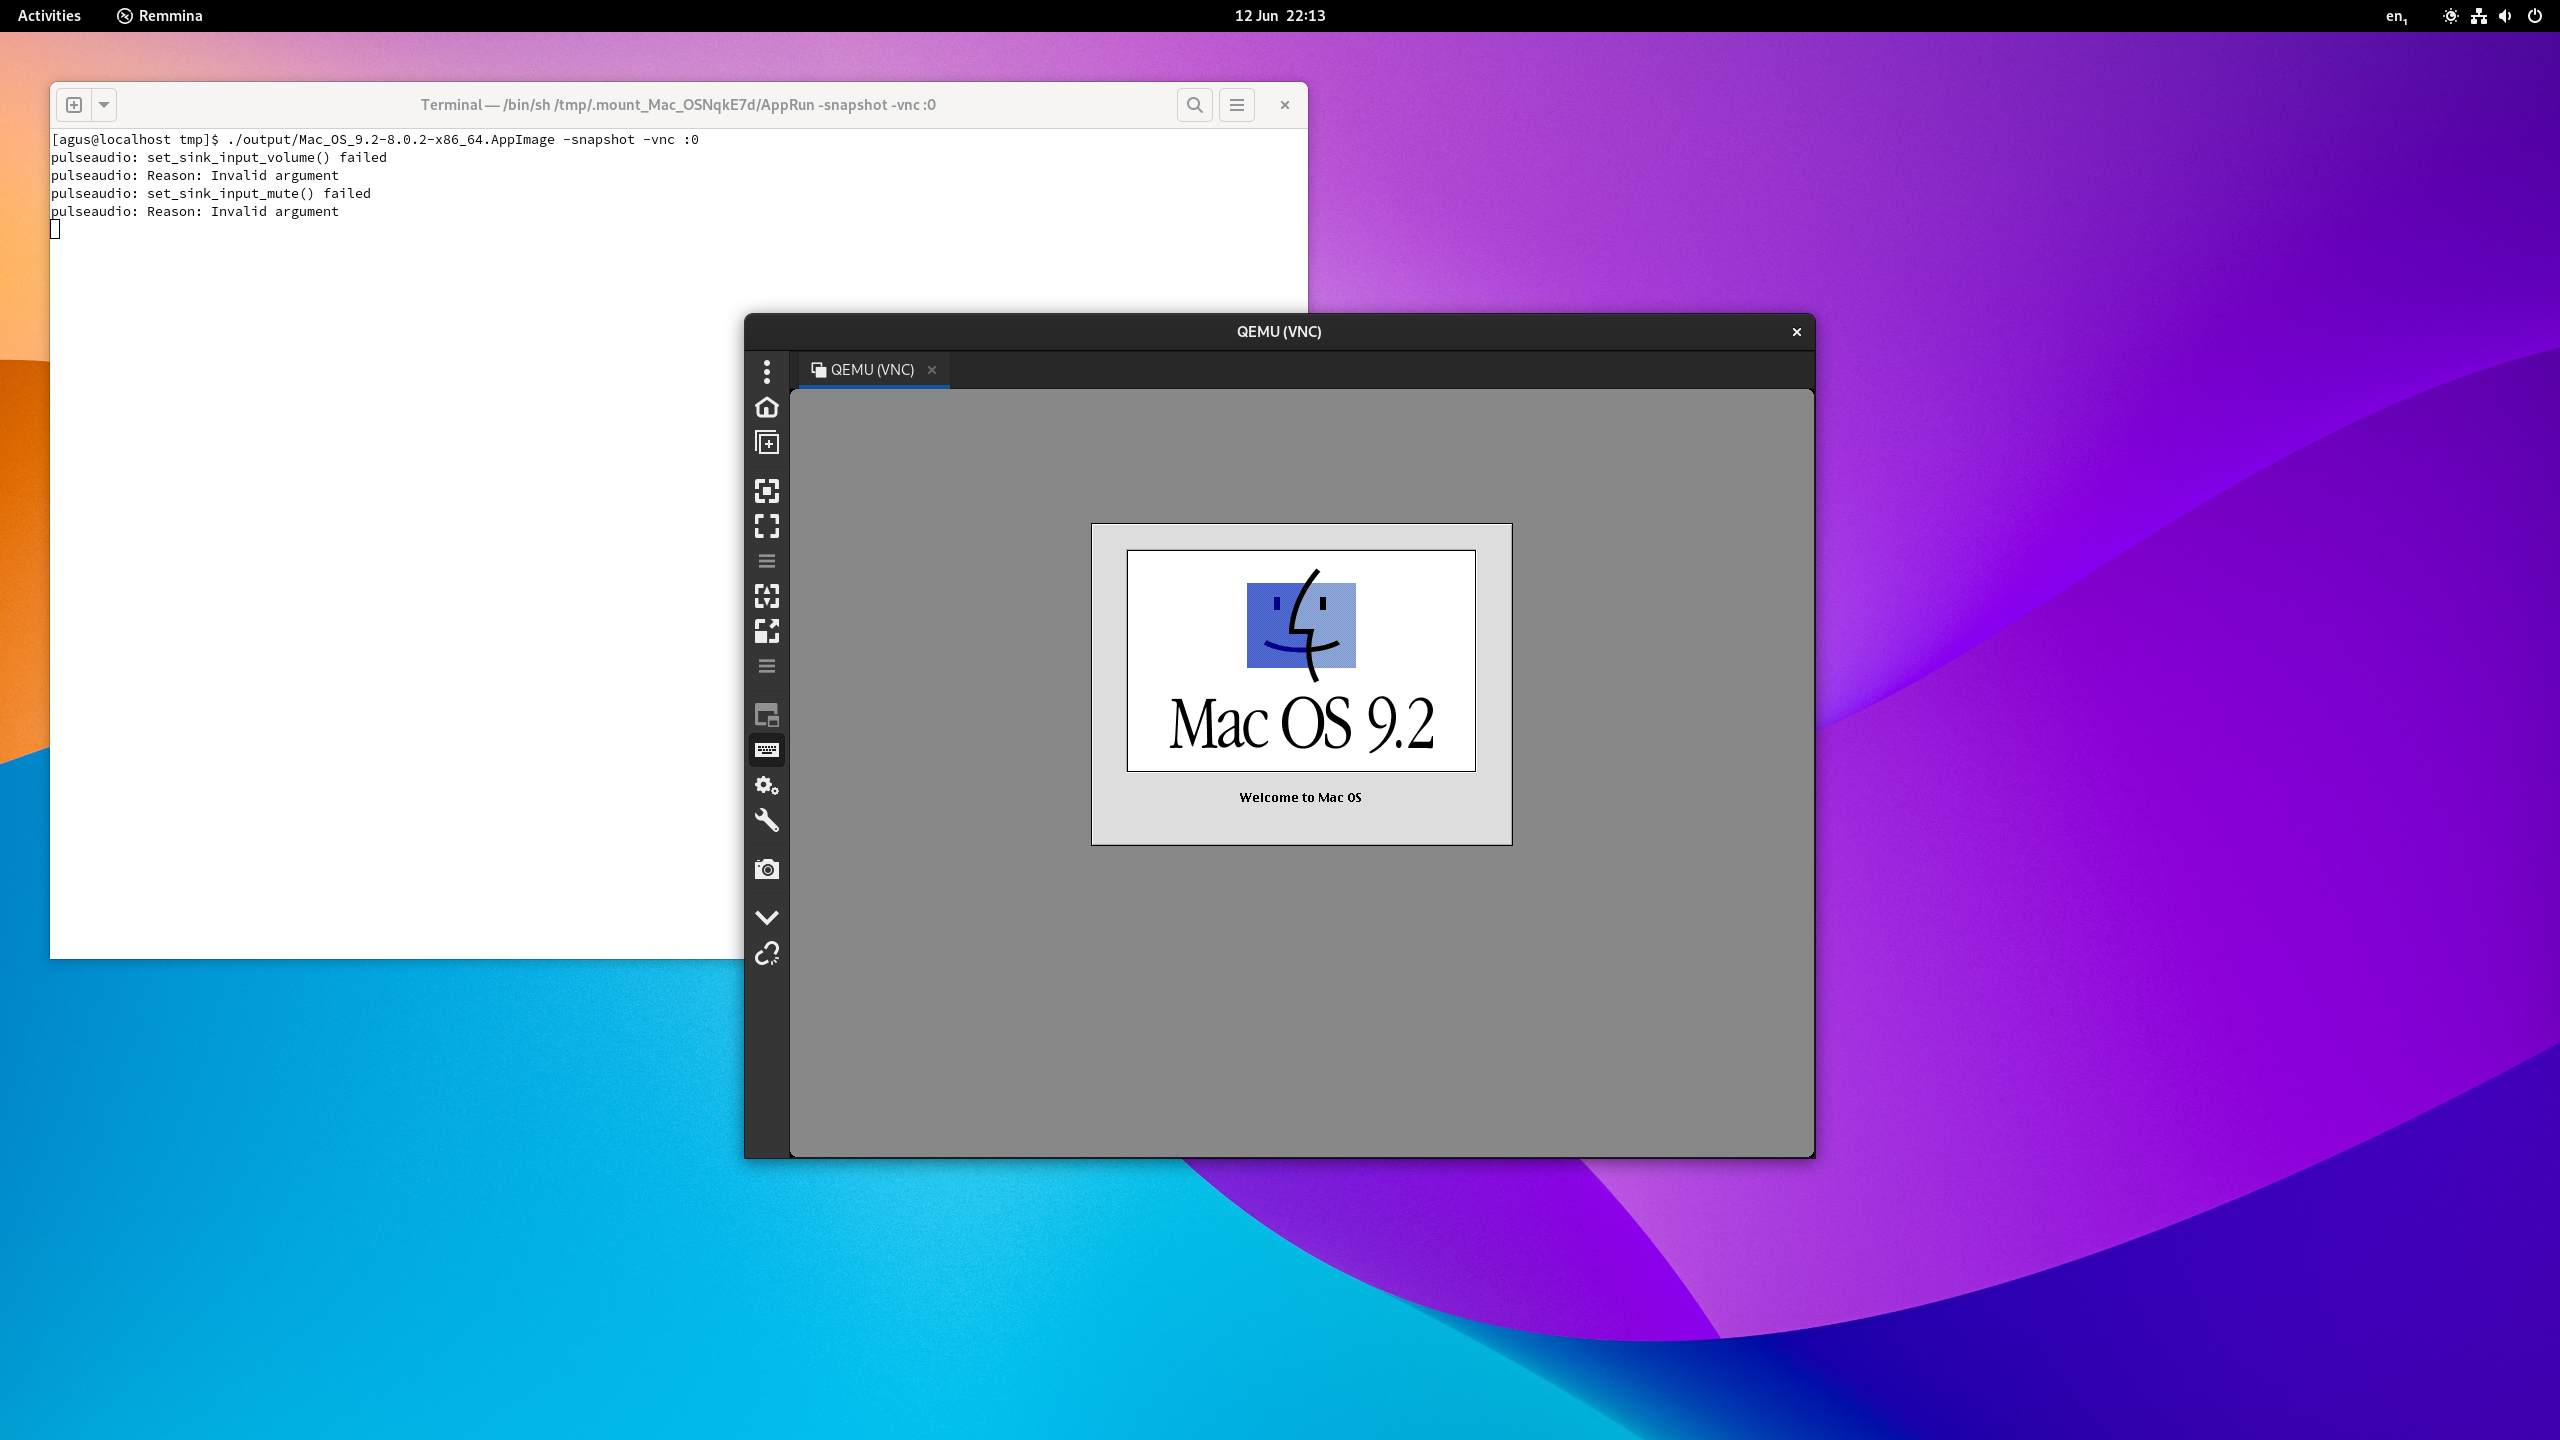 Activities
Remmina
12 Jun 22:13
en1
Terminal — /bin/sh /tmp/.mount_Mac_OSNqkE7d/AppRun -snapshot -vnc :0
[agus@localhost tmp]$ ./output/Mac_OS_9.2-8.0.2-x86_64.AppImage -snapshot -vnc :0
pulseaudio: set_sink_input_volume() failed
pulseaudio: Reason: Invalid argument
pulseaudio: set_sink_input_mute() failed
pulseaudio: Reason: Invalid argument
QEMU (VNC)
QEMU (VNC)
Mac OS 9.2
Welcome to Mac OS